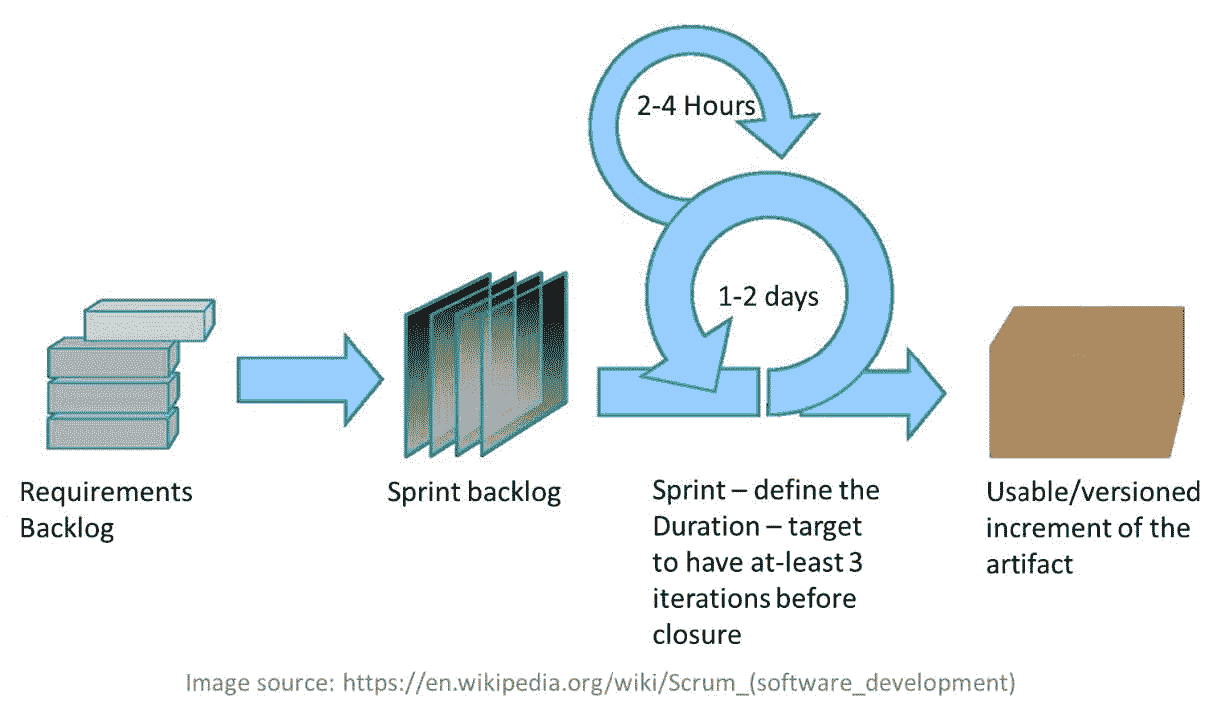 2-4 Hours
1-2 days
Requirements
Backlog
Sprint backlog
Sprint – define the
Duration – target
to have at-least 3
iterations before
closure
Usable/versioned
increment of the
artifact
Image source: https://en.wikipedia.org/wiki/Scrum_(software_development)